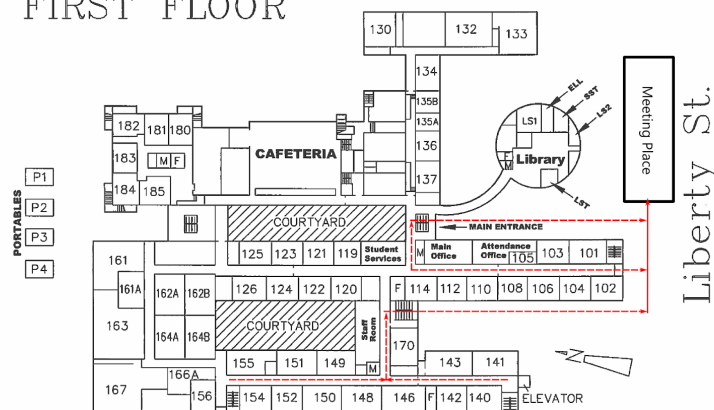 FIRST FLOOR
130
132
133
134
135B
135A
136
137
ELL
SST
LS2
LS1
F
M
Library
LST
Meeting Place
Liberty St.
182
181
180
183
M
F
184
185
CAFETERIA
PORTABLES
P1
P2
P3
P4
COURTYARD
MAIN ENTRANCE
125
123
121
119
Student
Services
M
Main
Office
Attendance
Office
105
103
101
161
161A
163
162A
162B
164A
164B
126
124
122
120
F
114
112
110
108
106
104
102
COURTYARD
Staff
Room
170
155
151
149
M
143
141
166A
167
156
154
152
150
148
146
F
142
140
N
ELEVATOR